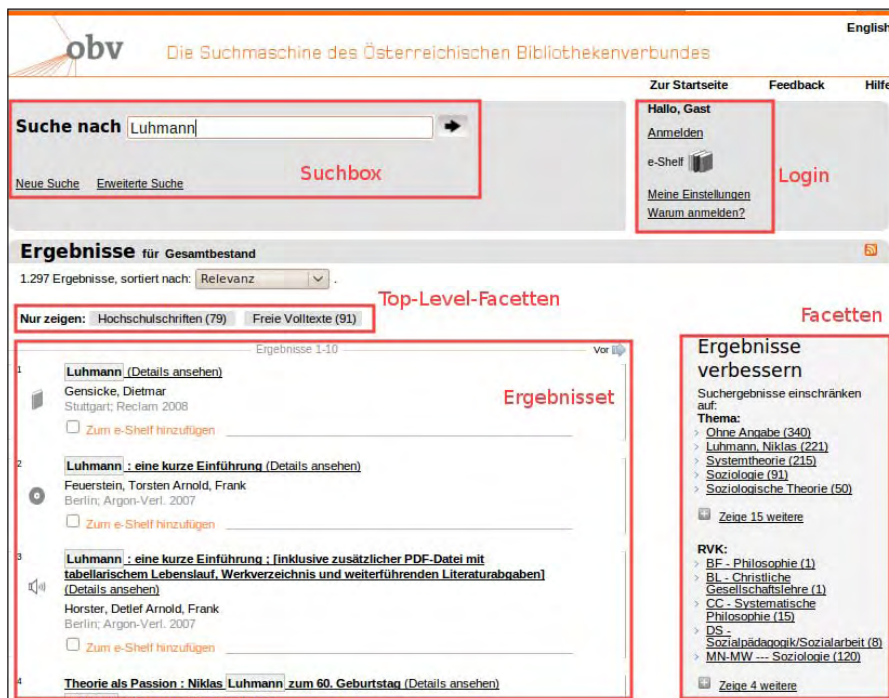 English
obv Die Suchmaschine des Österreichischen Bibliothekenverbundes
Zur Startseite Feedback Hilfe
Suche nach Luhmann
Neue Suche Erweiterte Suche
Suchbox
Hallo, Gast
Anmelden
e-Shelf
Meine Einstellungen
Warum anmelden?
Login
Ergebnisse für Gesamtbestand
1.297 Ergebnisse, sortiert nach: Relevanz .
Top-Level-Facetten
Nur zeigen: Hochschulschriften (79) Freie Volltexte (91)
Ergebnisse 1-10 Vor
Ergebnisset
1 Luhmann (Details ansehen)
Gensicke, Dietmar
Stuttgart; Reclam 2008
Zum e-Shelf hinzufügen
2 Luhmann : eine kurze Einführung (Details ansehen)
Feuerstein, Torsten Arnold, Frank
Berlin; Argon-Verl. 2007
Zum e-Shelf hinzufügen
3 Luhmann : eine kurze Einführung ; [inklusive zusätzlicher PDF-Datei mit
tabellarischem Lebenslauf, Werkverzeichnis und weiterführenden Literaturabgaben]
(Details ansehen)
Horster, Detlef Arnold, Frank
Berlin; Argon-Verl. 2007
Zum e-Shelf hinzufügen
4 Theorie als Passion : Niklas Luhmann zum 60. Geburtstag (Details ansehen)
Facetten
Ergebnisse
verbessern
Suchergebnisse einschränken
auf:
Thema:
Ohne Angabe (340)
Luhmann, Niklas (221)
Systemtheorie (215)
Soziologie (91)
Soziologische Theorie (50)
Zeige 15 weitere
RVK:
BF - Philosophie (1)
BL - Christliche
Gesellschaftslehre (1)
CC - Systematische
Philosophie (15)
DS -
Sozialpädagogik/Sozialarbeit (8)
MN-MW --- Soziologie (120)
Zeige 4 weitere